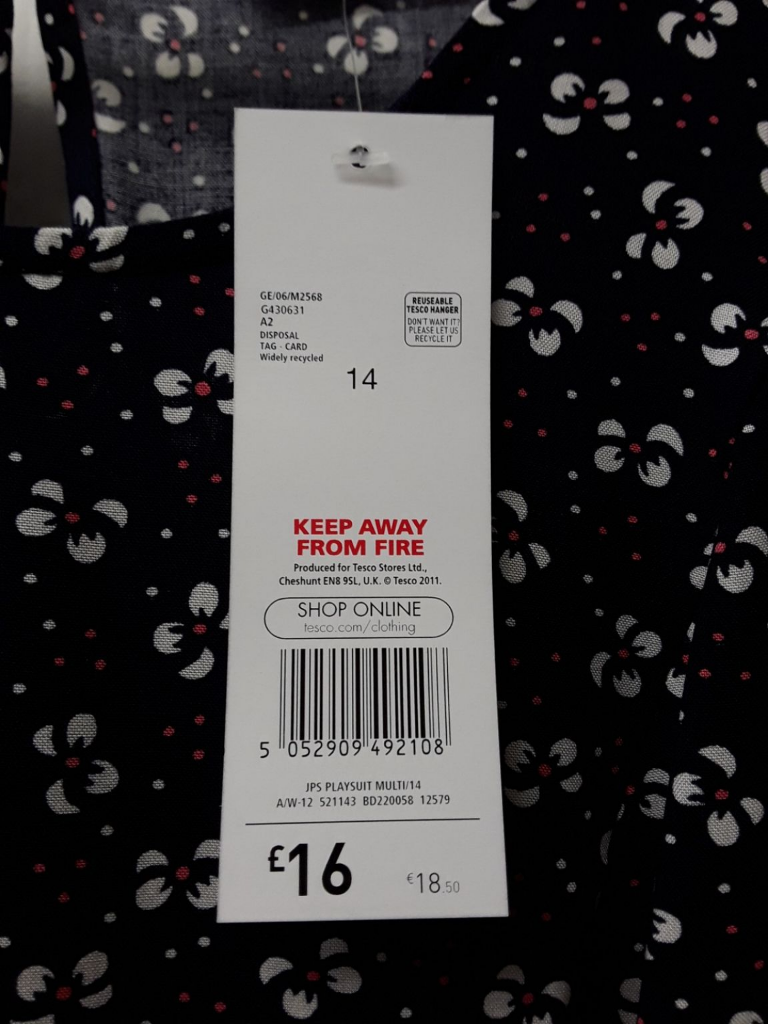 GE/06/M2568
G430631
A2
DISPOSAL
TAG - CARD
Widely recycled
REUSEABLE
TESCO HANGER
DON'T WANT IT?
PLEASE LET US
RECYCLE IT
14
KEEP AWAY
FROM FIRE
Produced for Tesco Stores Ltd.,
Cheshunt EN8 9SL, U.K. © Tesco 2011.
SHOP ONLINE
tesco.com/clothing
5 052909 492108
JPS PLAYSUIT MULTI/14
A/W-12 521143 BD220058 12579
£16 €18.50